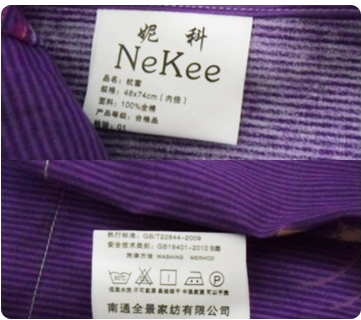 妮科
NeKee
品名：枕套
规格：48x74cm（内径）
面料：100%全棉
产品等级：合格品
检验：01
执行标准：GB/T22844-2009
安全技术类别：GB18401-2010 B类
洗涤方法 WASHING MERHOD
南通全景家纺有限公司